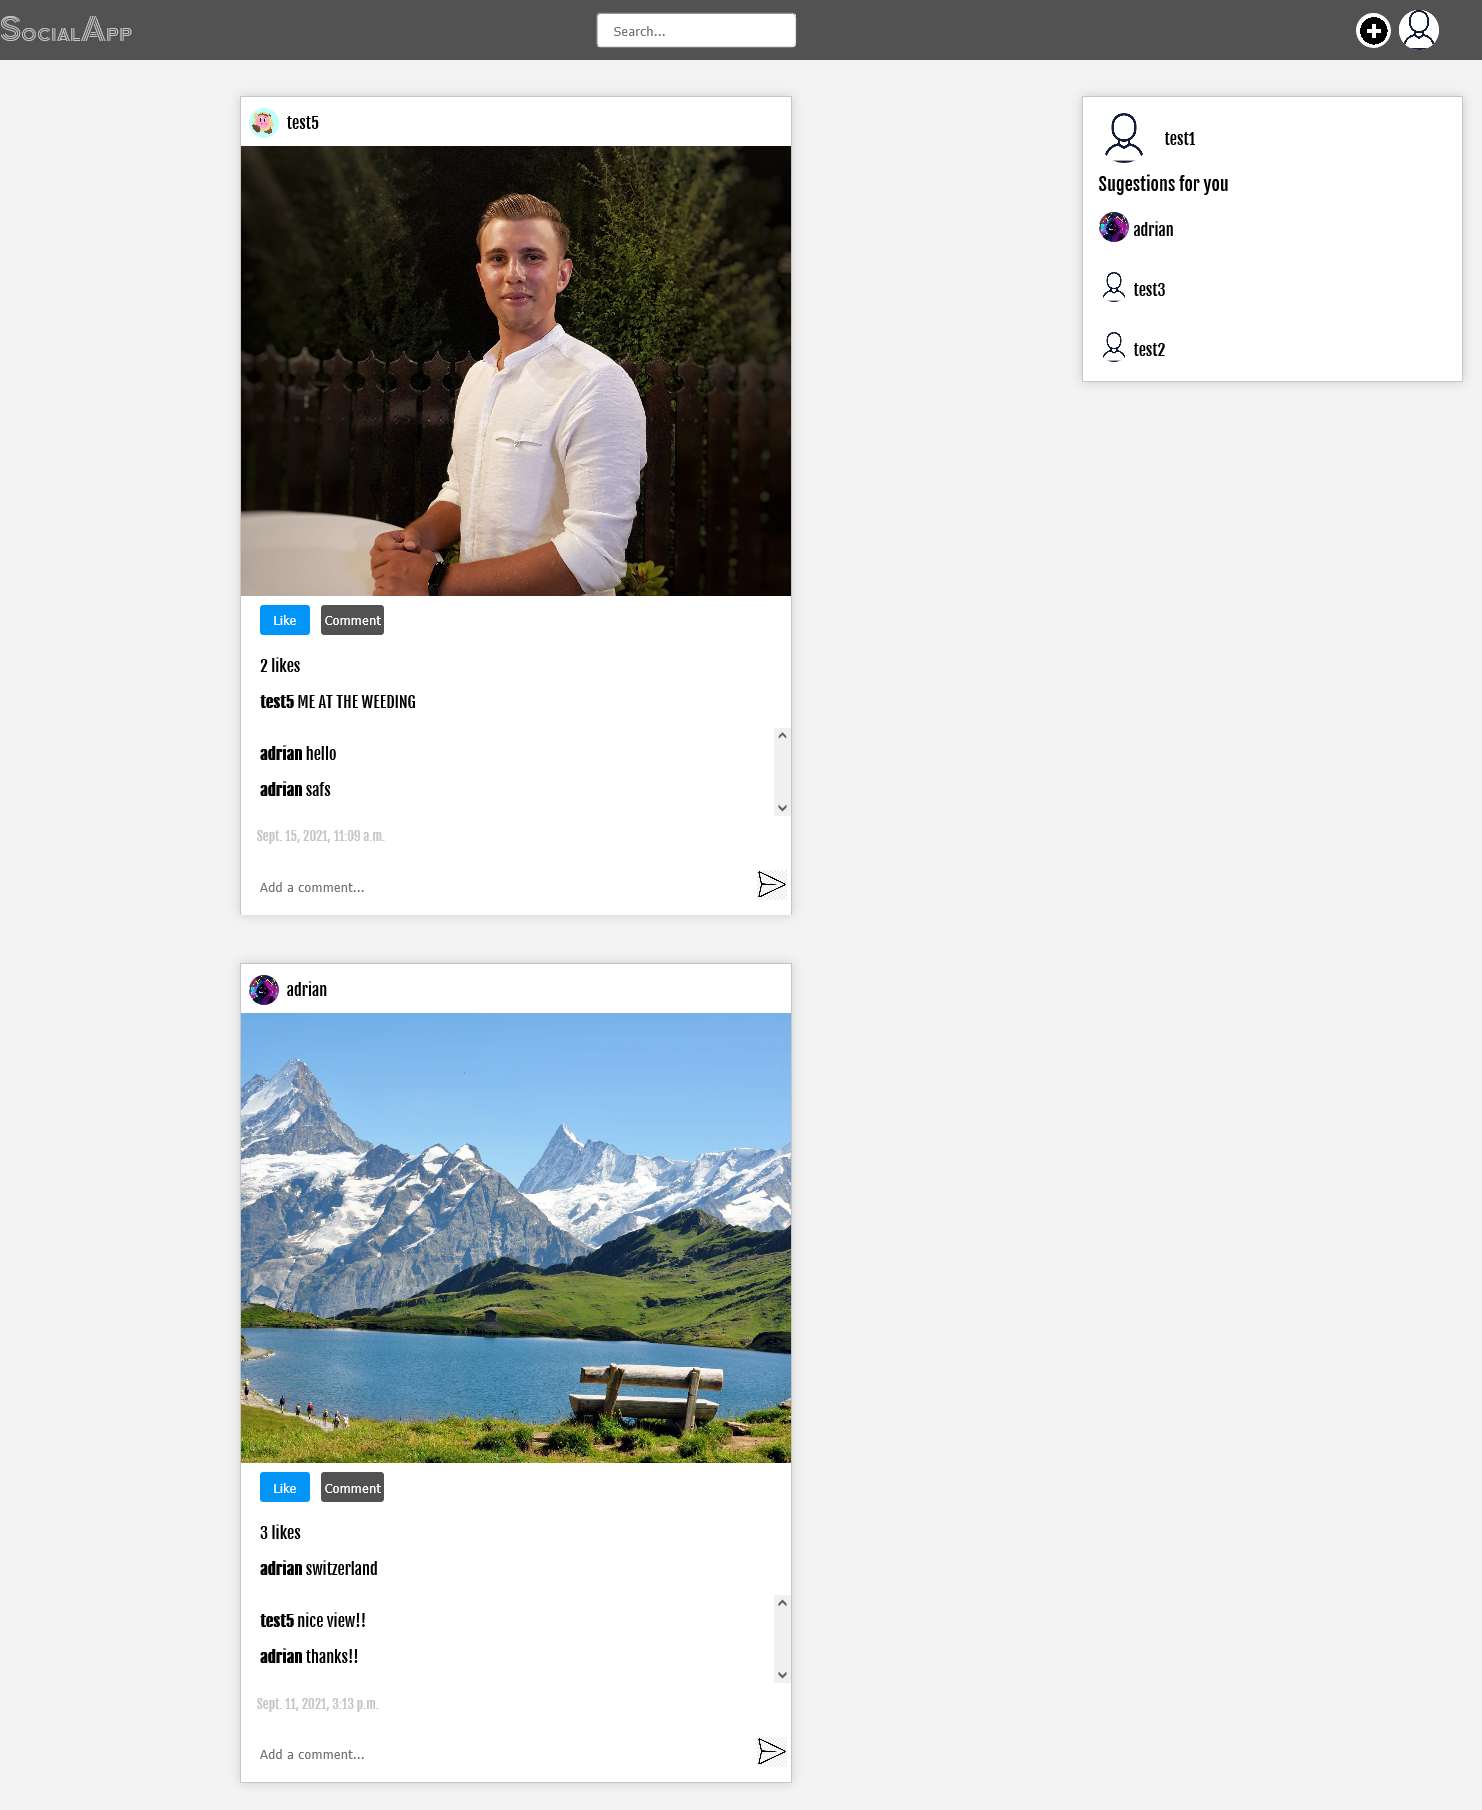 SocialApp
Search...
test5
Like
Comment
2 likes
test5 ME AT THE WEEDING
adrian hello
adrian safs
Sept. 15, 2021, 11:09 a.m.
Add a comment...
adrian
Like
Comment
3 likes
adrian switzerland
test5 nice view!!
adrian thanks!!
Sept. 11, 2021, 3:13 p.m.
Add a comment...
test1
Sugestions for you
adrian
test3
test2